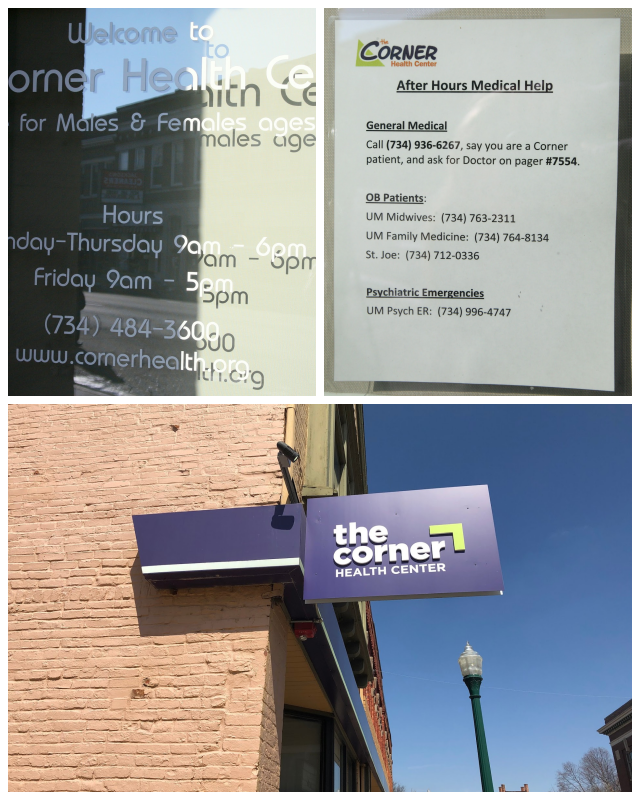 Welcome to
orner Health Ce
for Males & Females ages
Hours
nday-Thursday 9am - 6pm
Friday 9am - 5pm
(734) 484-3600
www.cornerhealth.org
the
CORNER
Health Center
After Hours Medical Help
General Medical
Call (734) 936-6267, say you are a Corner
patient, and ask for Doctor on pager #7554.
OB Patients:
UM Midwives: (734) 763-2311
UM Family Medicine: (734) 764-8134
St. Joe: (734) 712-0336
Psychiatric Emergencies
UM Psych ER: (734) 996-4747
the
corner
HEALTH CENTER